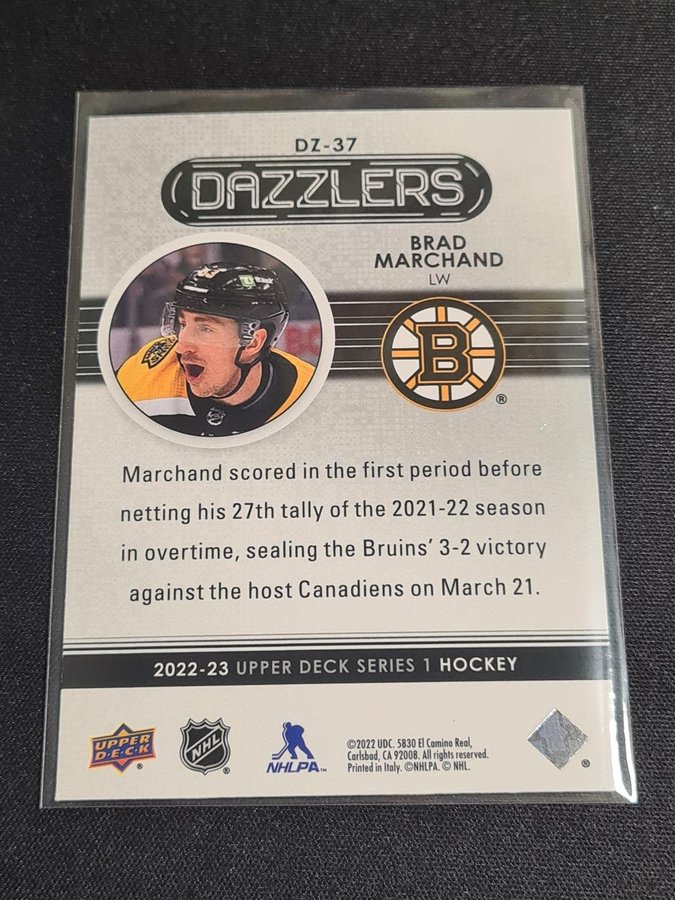 DZ-37
DAZZLERS
BRAD
MARCHAND
LW
B
®
Marchand scored in the first period before
netting his 27th tally of the 2021-22 season
in overtime, sealing the Bruins' 3-2 victory
against the host Canadiens on March 21.
2022-23 UPPER DECK SERIES 1 HOCKEY
UPPER
D·E·C·K
®
NHL
®
NHLPA™
©2022 UDC. 5830 El Camino Real,
Carlsbad, CA 92008. All rights reserved.
Printed in Italy. ©NHLPA. © NHL.
®